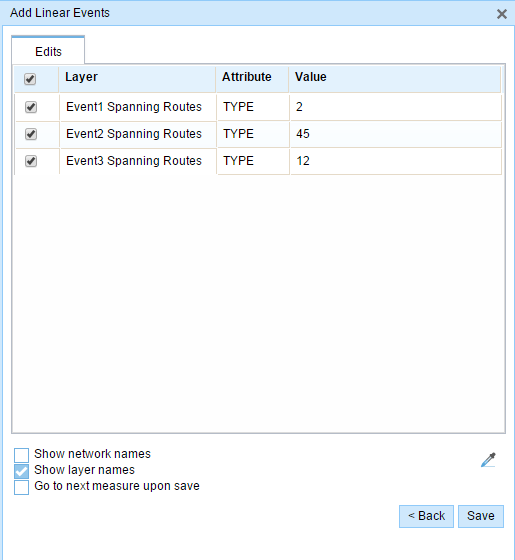 Add Linear Events
Edits
Layer Attribute Value
Event1 Spanning Routes TYPE 2
Event2 Spanning Routes TYPE 45
Event3 Spanning Routes TYPE 12
Show network names
Show layer names
Go to next measure upon save
< Back Save